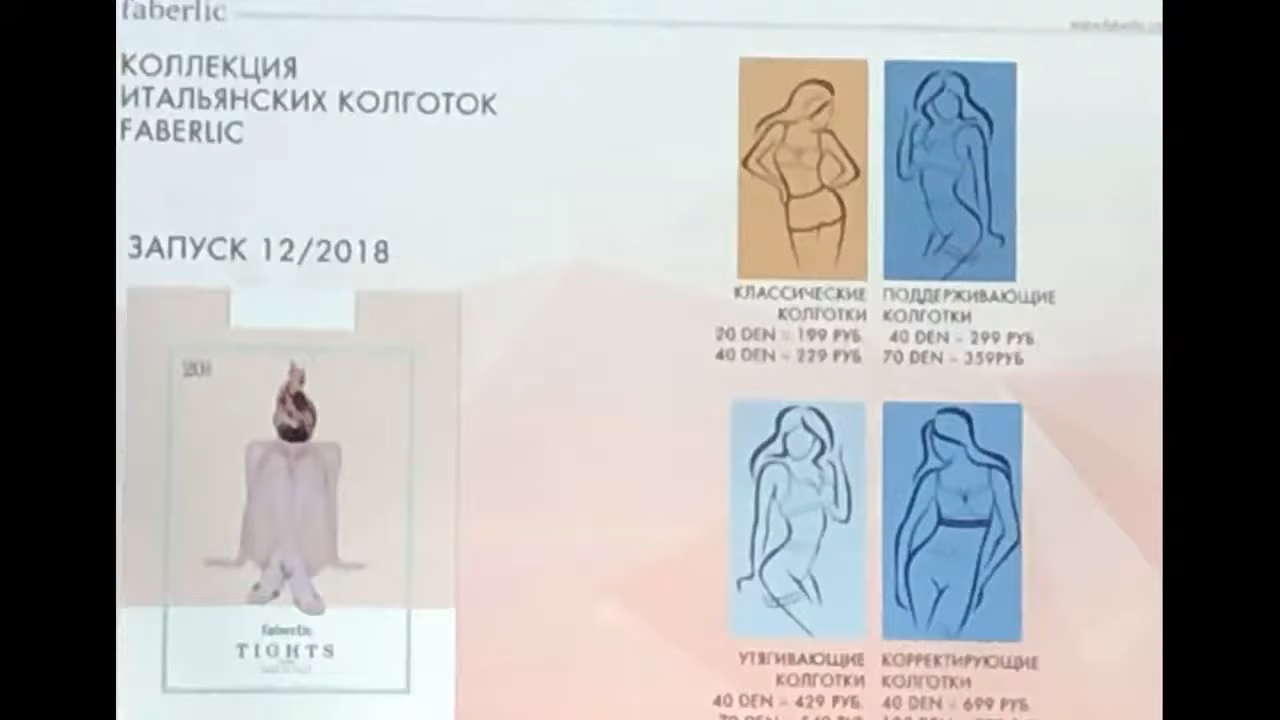 faberlic
КОЛЛЕКЦИЯ
ИТАЛЬЯНСКИХ КОЛГОТОК
FABERLIC
ЗАПУСК 12/2018
faberlic
TIGHTS
КЛАССИЧЕСКИЕ
КОЛГОТКИ
20 DEN - 199 РУБ.
40 DEN - 229 РУБ.
ПОДДЕРЖИВАЮЩИЕ
КОЛГОТКИ
40 DEN - 299 РУБ.
70 DEN - 359РУБ
УТЯГИВАЮЩИЕ
КОЛГОТКИ
40 DEN - 429 РУБ.
КОРРЕКТИРУЮЩИЕ
КОЛГОТКИ
40 DEN - 699 РУБ.